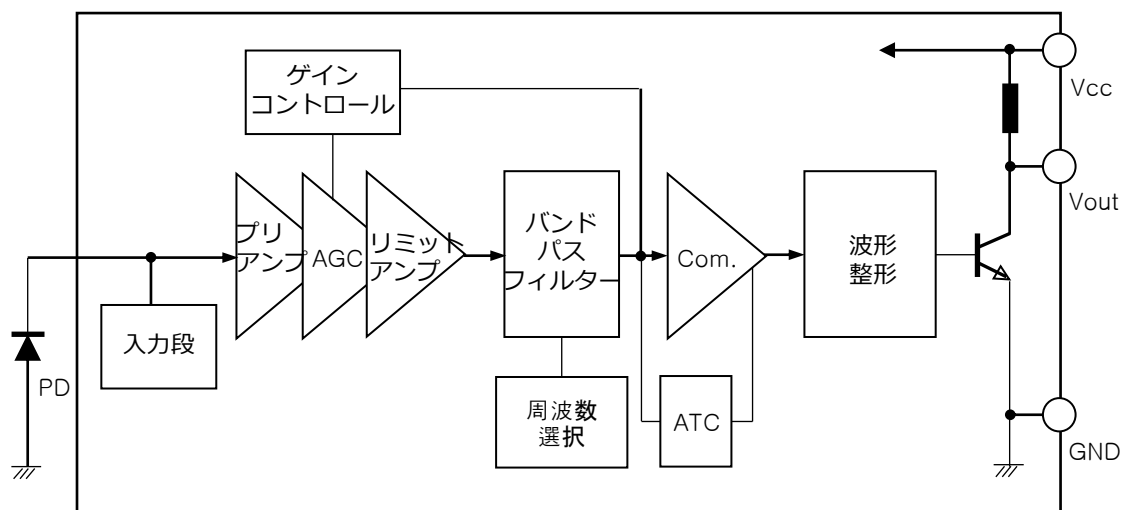 ゲイン
コントロール
Vcc
Vout
プリ
アンプ
AGC
リミット
アンプ
バンド
パス
フィルター
Com.
波形
整形
入力段
PD
周波数
選択
ATC
GND